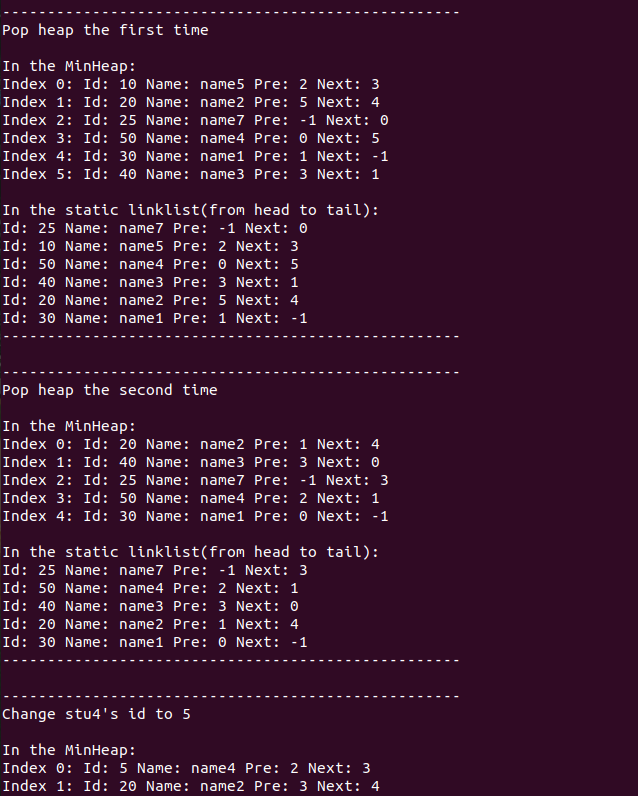 ---------------------------------------------------
Pop heap the first time
In the MinHeap:
Index 0: Id: 10 Name: name5 Pre: 2 Next: 3
Index 1: Id: 20 Name: name2 Pre: 5 Next: 4
Index 2: Id: 25 Name: name7 Pre: -1 Next: 0
Index 3: Id: 50 Name: name4 Pre: 0 Next: 5
Index 4: Id: 30 Name: name1 Pre: 1 Next: -1
Index 5: Id: 40 Name: name3 Pre: 3 Next: 1
In the static linklist(from head to tail):
Id: 25 Name: name7 Pre: -1 Next: 0
Id: 10 Name: name5 Pre: 2 Next: 3
Id: 50 Name: name4 Pre: 0 Next: 5
Id: 40 Name: name3 Pre: 3 Next: 1
Id: 20 Name: name2 Pre: 5 Next: 4
Id: 30 Name: name1 Pre: 1 Next: -1
---------------------------------------------------
---------------------------------------------------
Pop heap the second time
In the MinHeap:
Index 0: Id: 20 Name: name2 Pre: 1 Next: 4
Index 1: Id: 40 Name: name3 Pre: 3 Next: 0
Index 2: Id: 25 Name: name7 Pre: -1 Next: 3
Index 3: Id: 50 Name: name4 Pre: 2 Next: 1
Index 4: Id: 30 Name: name1 Pre: 0 Next: -1
In the static linklist(from head to tail):
Id: 25 Name: name7 Pre: -1 Next: 3
Id: 50 Name: name4 Pre: 2 Next: 1
Id: 40 Name: name3 Pre: 3 Next: 0
Id: 20 Name: name2 Pre: 1 Next: 4
Id: 30 Name: name1 Pre: 0 Next: -1
---------------------------------------------------
---------------------------------------------------
Change stu4's id to 5
In the MinHeap:
Index 0: Id: 5 Name: name4 Pre: 2 Next: 3
Index 1: Id: 20 Name: name2 Pre: 3 Next: 4